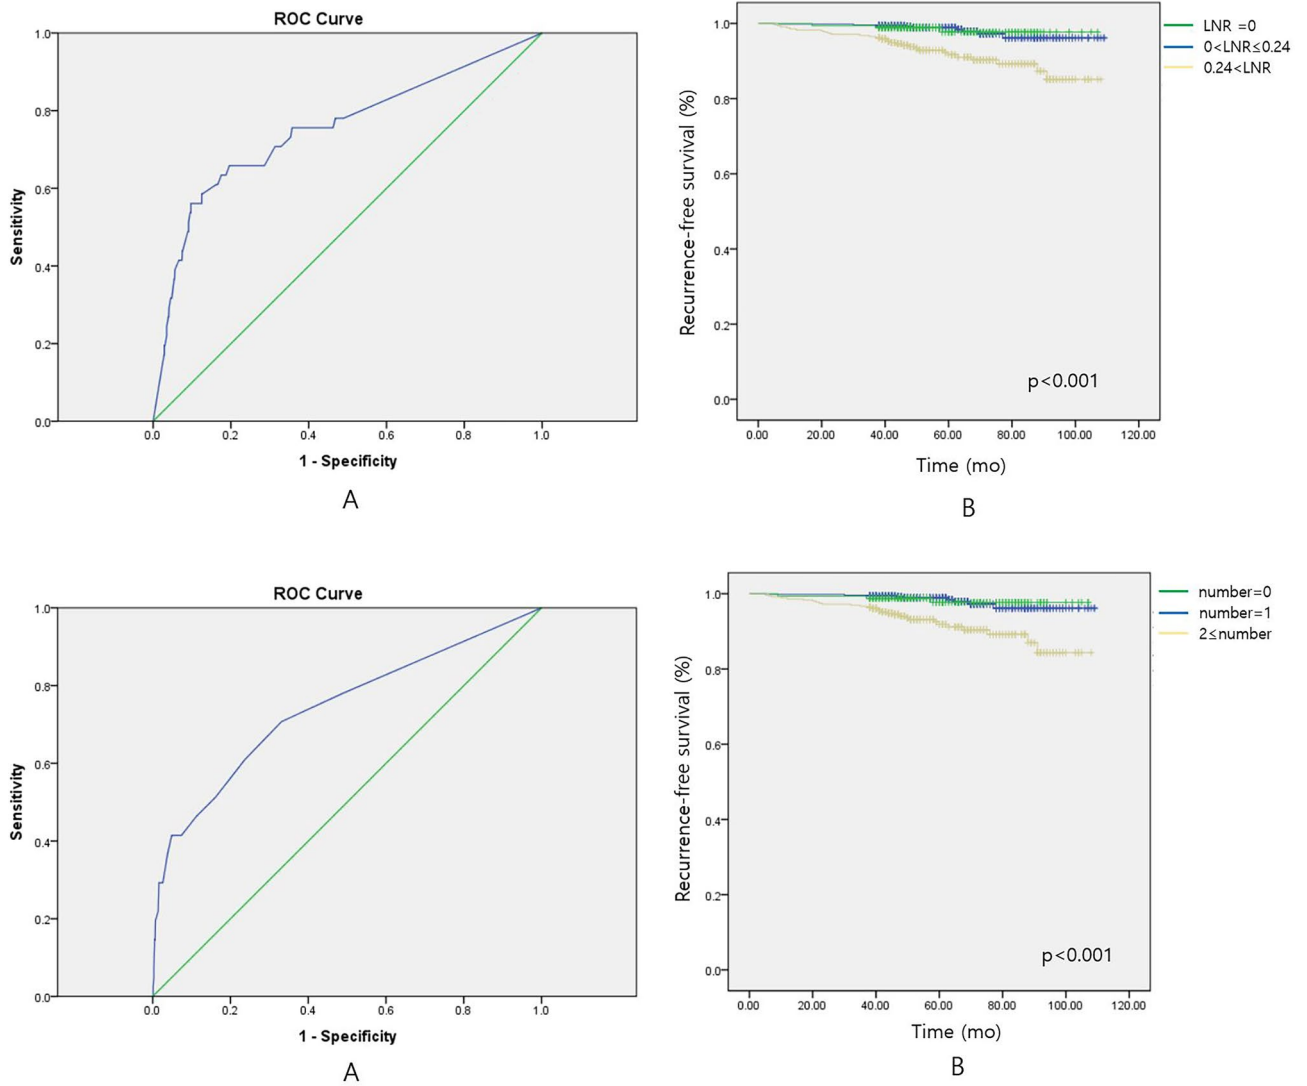 ROC Curve
1.0
0.8
0.6
0.4
0.2
0.0
Sensitivity
0.0 0.2 0.4 0.6 0.8 1.0
1 - Specificity
A
1.0
0.8
0.6
0.4
0.2
0.0
Recurrence-free survival (%)
LNR =0
0<LNR≤0.24
0.24<LNR
p<0.001
0.00 20.00 40.00 60.00 80.00 100.00 120.00
Time (mo)
B
ROC Curve
1.0
0.8
0.6
0.4
0.2
0.0
Sensitivity
0.0 0.2 0.4 0.6 0.8 1.0
1 - Specificity
A
1.0
0.8
0.6
0.4
0.2
0.0
Recurrence-free survival (%)
number=0
number=1
2≤number
p<0.001
0.00 20.00 40.00 60.00 80.00 100.00 120.00
Time (mo)
B